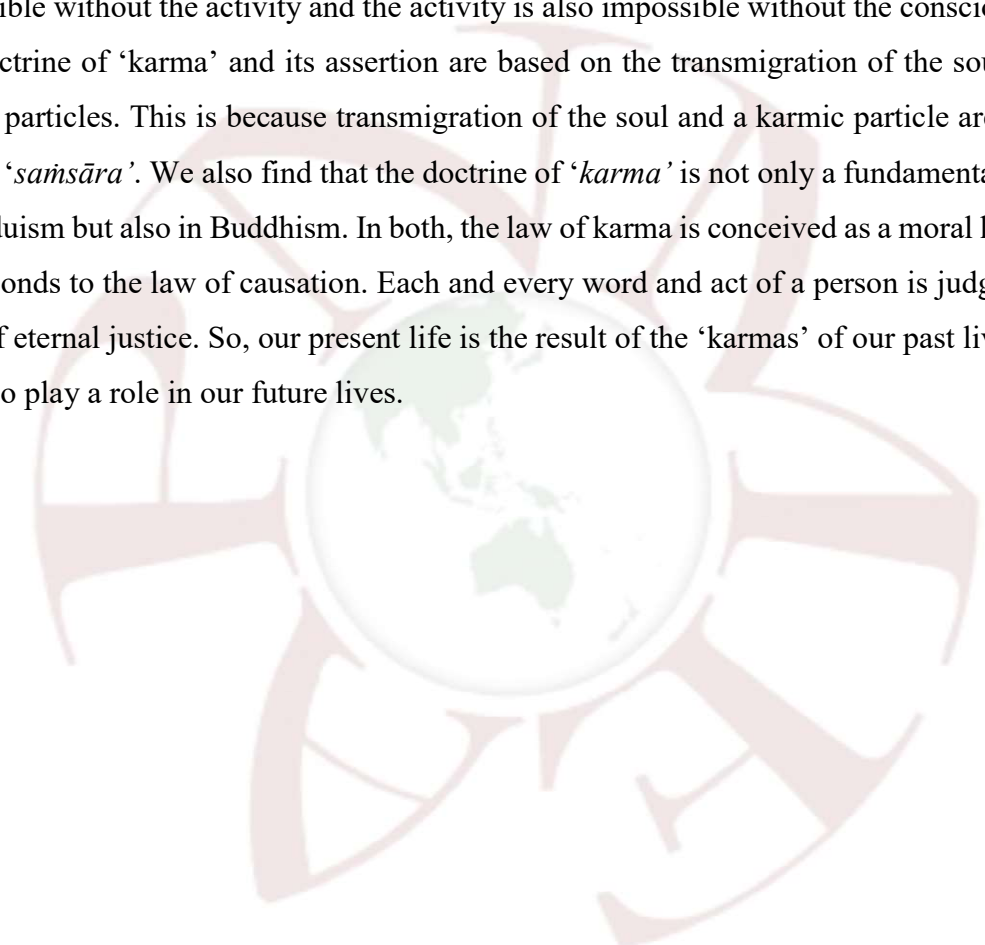 ible without the activity and the activity is also impossible without the conscio
ctrine of ‘karma’ and its assertion are based on the transmigration of the sou
particles. This is because transmigration of the soul and a karmic particle are
‘saṁsāra’. We also find that the doctrine of ‘karma’ is not only a fundamenta
duism but also in Buddhism. In both, the law of karma is conceived as a moral l
onds to the law of causation. Each and every word and act of a person is judg
f eternal justice. So, our present life is the result of the ‘karmas’ of our past liv
o play a role in our future lives.